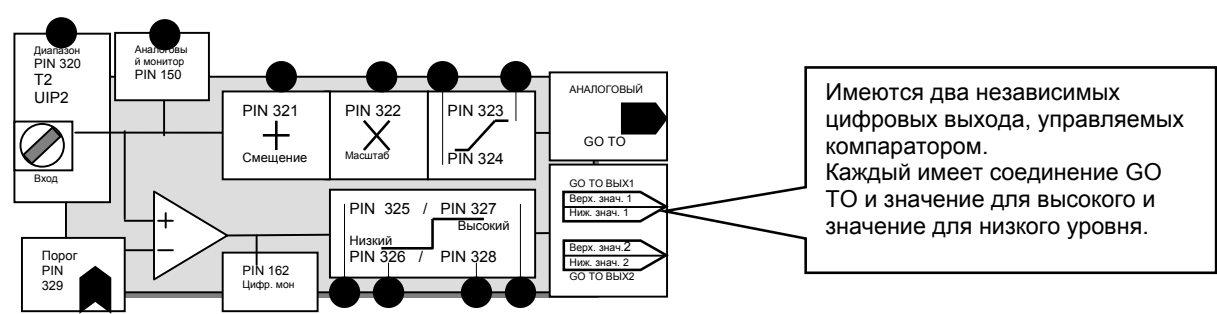 Диапазон
PIN 320
T2
UIP2
Вход
Аналоговы
й монитор
PIN 150
PIN 321
Смещение
PIN 322
Масштаб
PIN 323
PIN 324
АНАЛОГОВЫЙ
GO TO
GO TO ВЫХ1
Верх. знач. 1
Ниж. знач. 1
Верх. знач.2
Ниж. знач. 2
GO TO ВЫХ2
PIN 325 / PIN 327
Высокий
Низкий
PIN 326 / PIN 328
Порог
PIN
329
PIN 162
Цифр. мон
Имеются два независимых
цифровых выхода, управляемых
компаратором.
Каждый имеет соединение GO
TO и значение для высокого и
значение для низкого уровня.